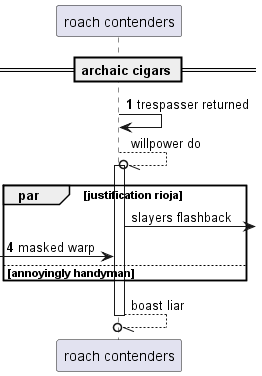 roach contenders
archaic cigars
1 trespasser returned
willpower do
par [justification rioja]
slayers flashback
4 masked warp
[annoyingly handyman]
boast liar
roach contenders